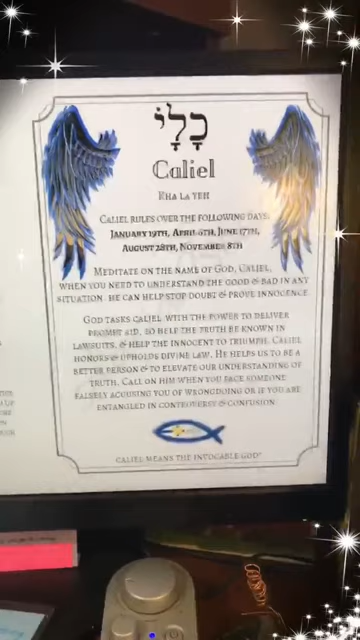 כָלָי
Caliel
Kha la yeh
Caliel rules over the following days:
January 19th, April 6th, June 17th,
August 28th, November 8th
Meditate on the name of God, Caliel,
when you need to understand the good & bad in any
situation. He can help stop doubt & prove innocence
God tasks Caliel with the power to deliver
prompt aid, so help the truth be known in
lawsuits, & help the innocent to triumph. Caliel
honors & upholds divine law. He helps us to be a
better person & to elevate our understanding of
truth. Call on him when you face someone
falsely accusing you of wrongdoing or if you are
entangled in controversy & confusion
Caliel means the invocable God"